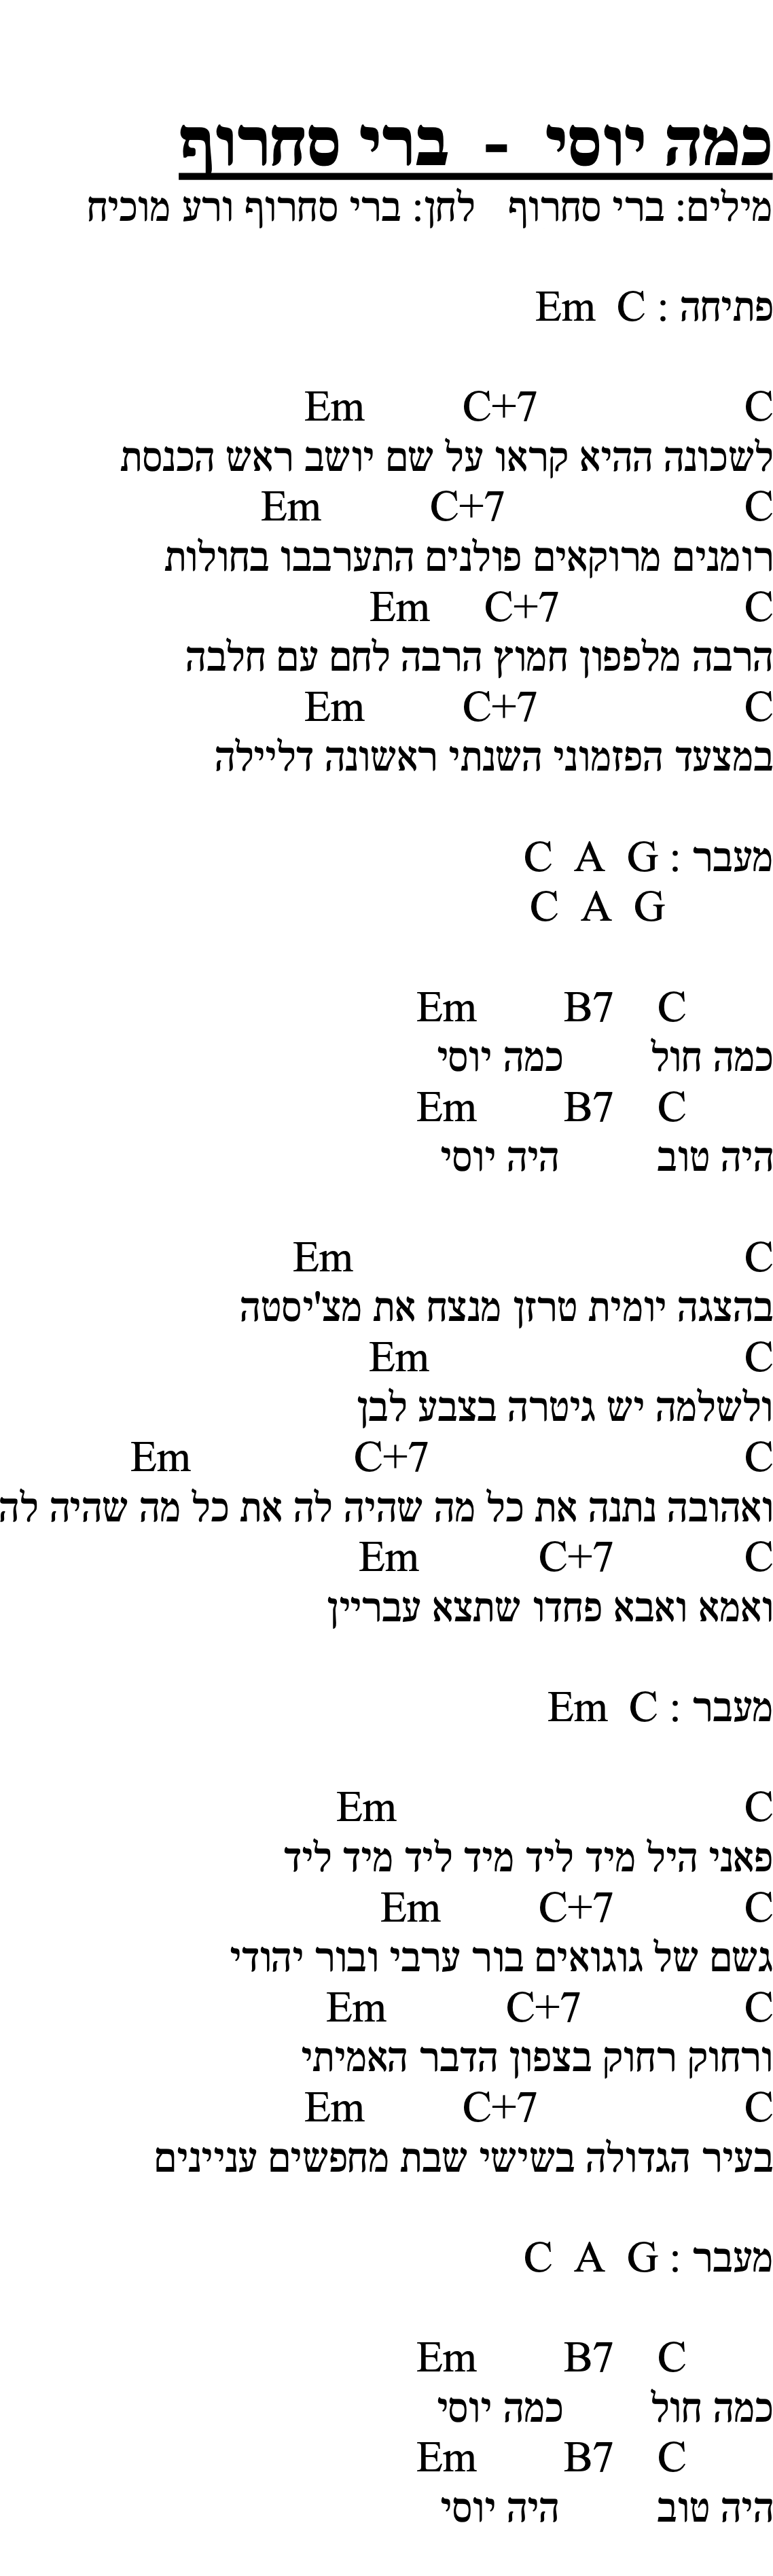 כמה יוסי - ברי סחרוף
מילים: ברי סחרוף לחן: ברי סחרוף ורע מוכיח
פתיחה : C Em
C C+7 Em
לשכונה ההיא קראו על שם יושב ראש הכנסת
C C+7 Em
רומנים מרוקאים פולנים התערבבו בחולות
C C+7 Em
הרבה מלפפון חמוץ הרבה לחם עם חלבה
C C+7 Em
במצעד הפזמוני השנתי ראשונה דליילה
מעבר : G A C
G A C
C B7 Em
כמה חול כמה יוסי
C B7 Em
היה טוב היה יוסי
C Em
בהצגה יומית טרזן מנצח את מצ'יסטה
C Em
ולשלמה יש גיטרה בצבע לבן
C C+7 Em
ואהובה נתנה את כל מה שהיה לה את כל מה שהיה לה
C C+7 Em
ואמא ואבא פחדו שתצא עבריין
מעבר : C Em
C Em
פאני היל מיד ליד מיד ליד מיד ליד
C C+7 Em
גשם של גוגואים בור ערבי ובור יהודי
C C+7 Em
ורחוק רחוק בצפון הדבר האמיתי
C C+7 Em
בעיר הגדולה בשישי שבת מחפשים עניינים
מעבר : G A C
C B7 Em
כמה חול כמה יוסי
C B7 Em
היה טוב היה יוסי